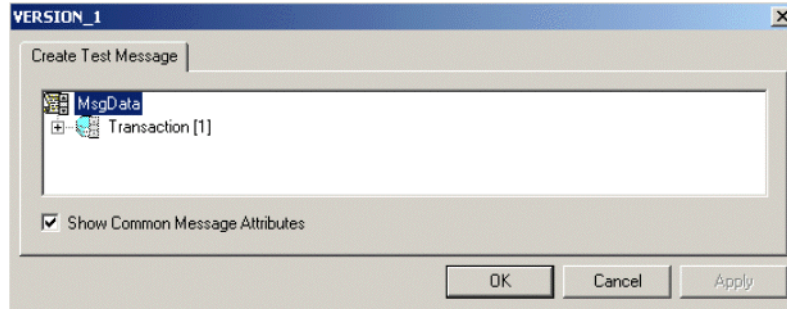 VERSION_1
Create Test Message
MsgData
Transaction [1]
Show Common Message Attributes
OK Cancel Apply